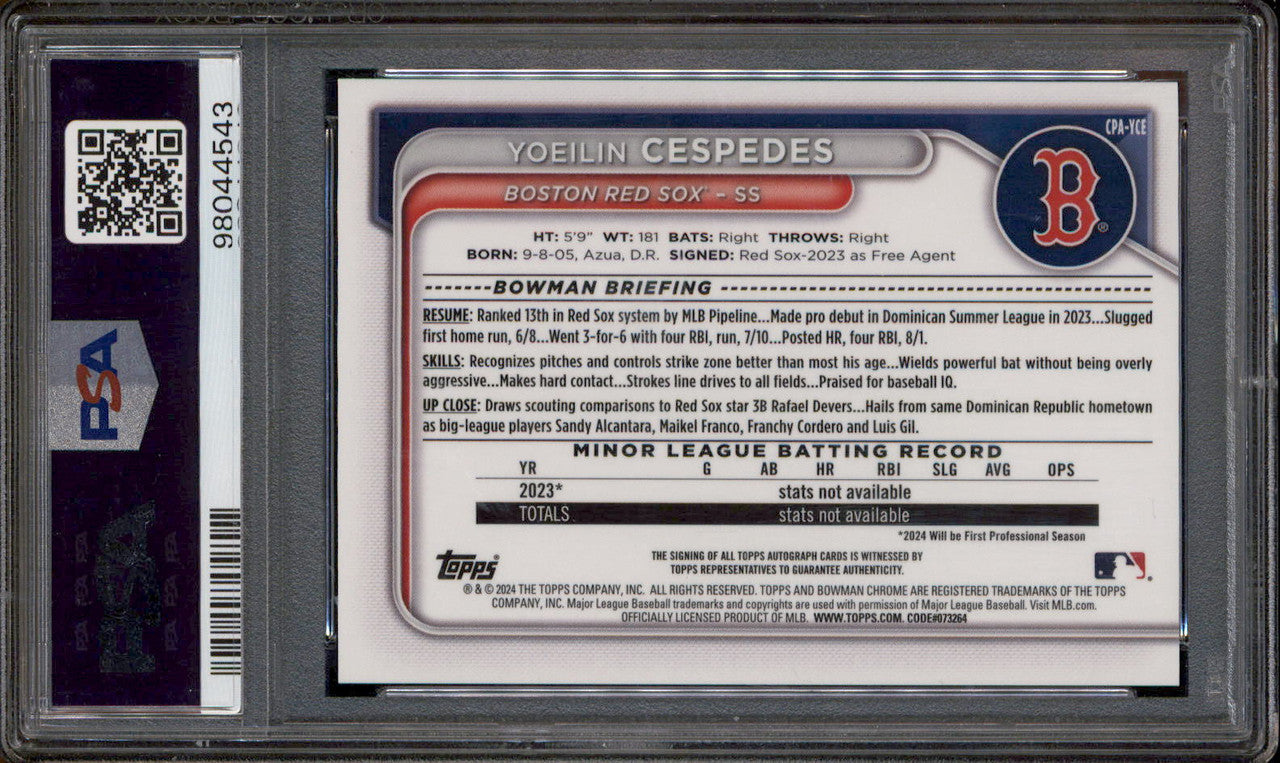 98044543
PSA
CPA-YCE
YOEILIN CESPEDES
BOSTON RED SOX - SS
B®
HT: 5'9" WT: 181 BATS: Right THROWS: Right
BORN: 9-8-05, Azua, D.R. SIGNED: Red Sox-2023 as Free Agent
-------BOWMAN BRIEFING -------
RESUME: Ranked 13th in Red Sox system by MLB Pipeline...Made pro debut in Dominican Summer League in 2023...Slugged
first home run, 6/8...Went 3-for-6 with four RBI, run, 7/10...Posted HR, four RBI, 8/1.
SKILLS: Recognizes pitches and controls strike zone better than most his age...Wields powerful bat without being overly
aggressive...Makes hard contact...Strokes line drives to all fields...Praised for baseball IQ.
UP CLOSE: Draws scouting comparisons to Red Sox star 3B Rafael Devers...Hails from same Dominican Republic hometown
as big-league players Sandy Alcantara, Maikel Franco, Franchy Cordero and Luis Gil.
MINOR LEAGUE BATTING RECORD
YR G AB HR RBI SLG AVG OPS
2023* stats not available
TOTALS stats not available
*2024 Will be First Professional Season
Topps®
THE SIGNING OF ALL TOPPS AUTOGRAPH CARDS IS WITNESSED BY
TOPPS REPRESENTATIVES TO GUARANTEE AUTHENTICITY.
® & © 2024 THE TOPPS COMPANY, INC. ALL RIGHTS RESERVED. TOPPS AND BOWMAN CHROME ARE REGISTERED TRADEMARKS OF THE TOPPS
COMPANY, INC. Major League Baseball trademarks and copyrights are used with permission of Major League Baseball. Visit MLB.com.
OFFICIALLY LICENSED PRODUCT OF MLB. WWW.TOPPS.COM. CODE#073264